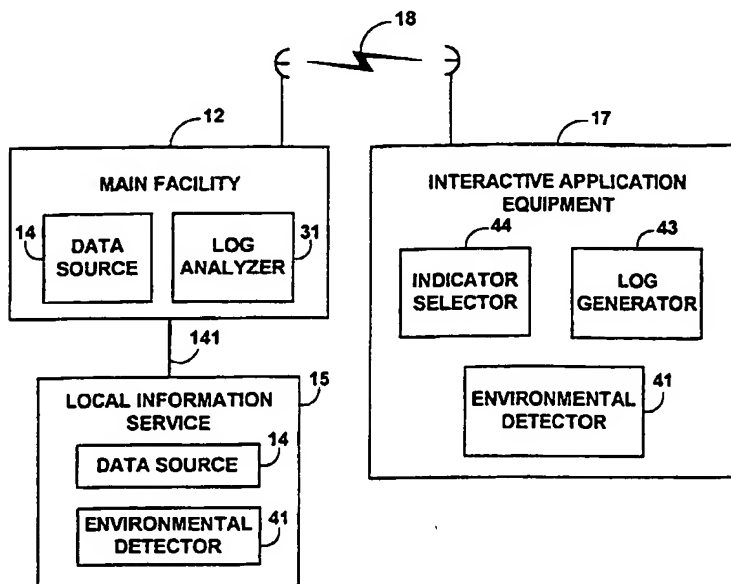 18
12
MAIN FACILITY
14
DATA
SOURCE
LOG
ANALYZER
31
141
LOCAL INFORMATION
SERVICE
15
DATA SOURCE
14
ENVIRONMENTAL
DETECTOR
41
17
INTERACTIVE APPLICATION
EQUIPMENT
44
INDICATOR
SELECTOR
43
LOG
GENERATOR
ENVIRONMENTAL
DETECTOR
41